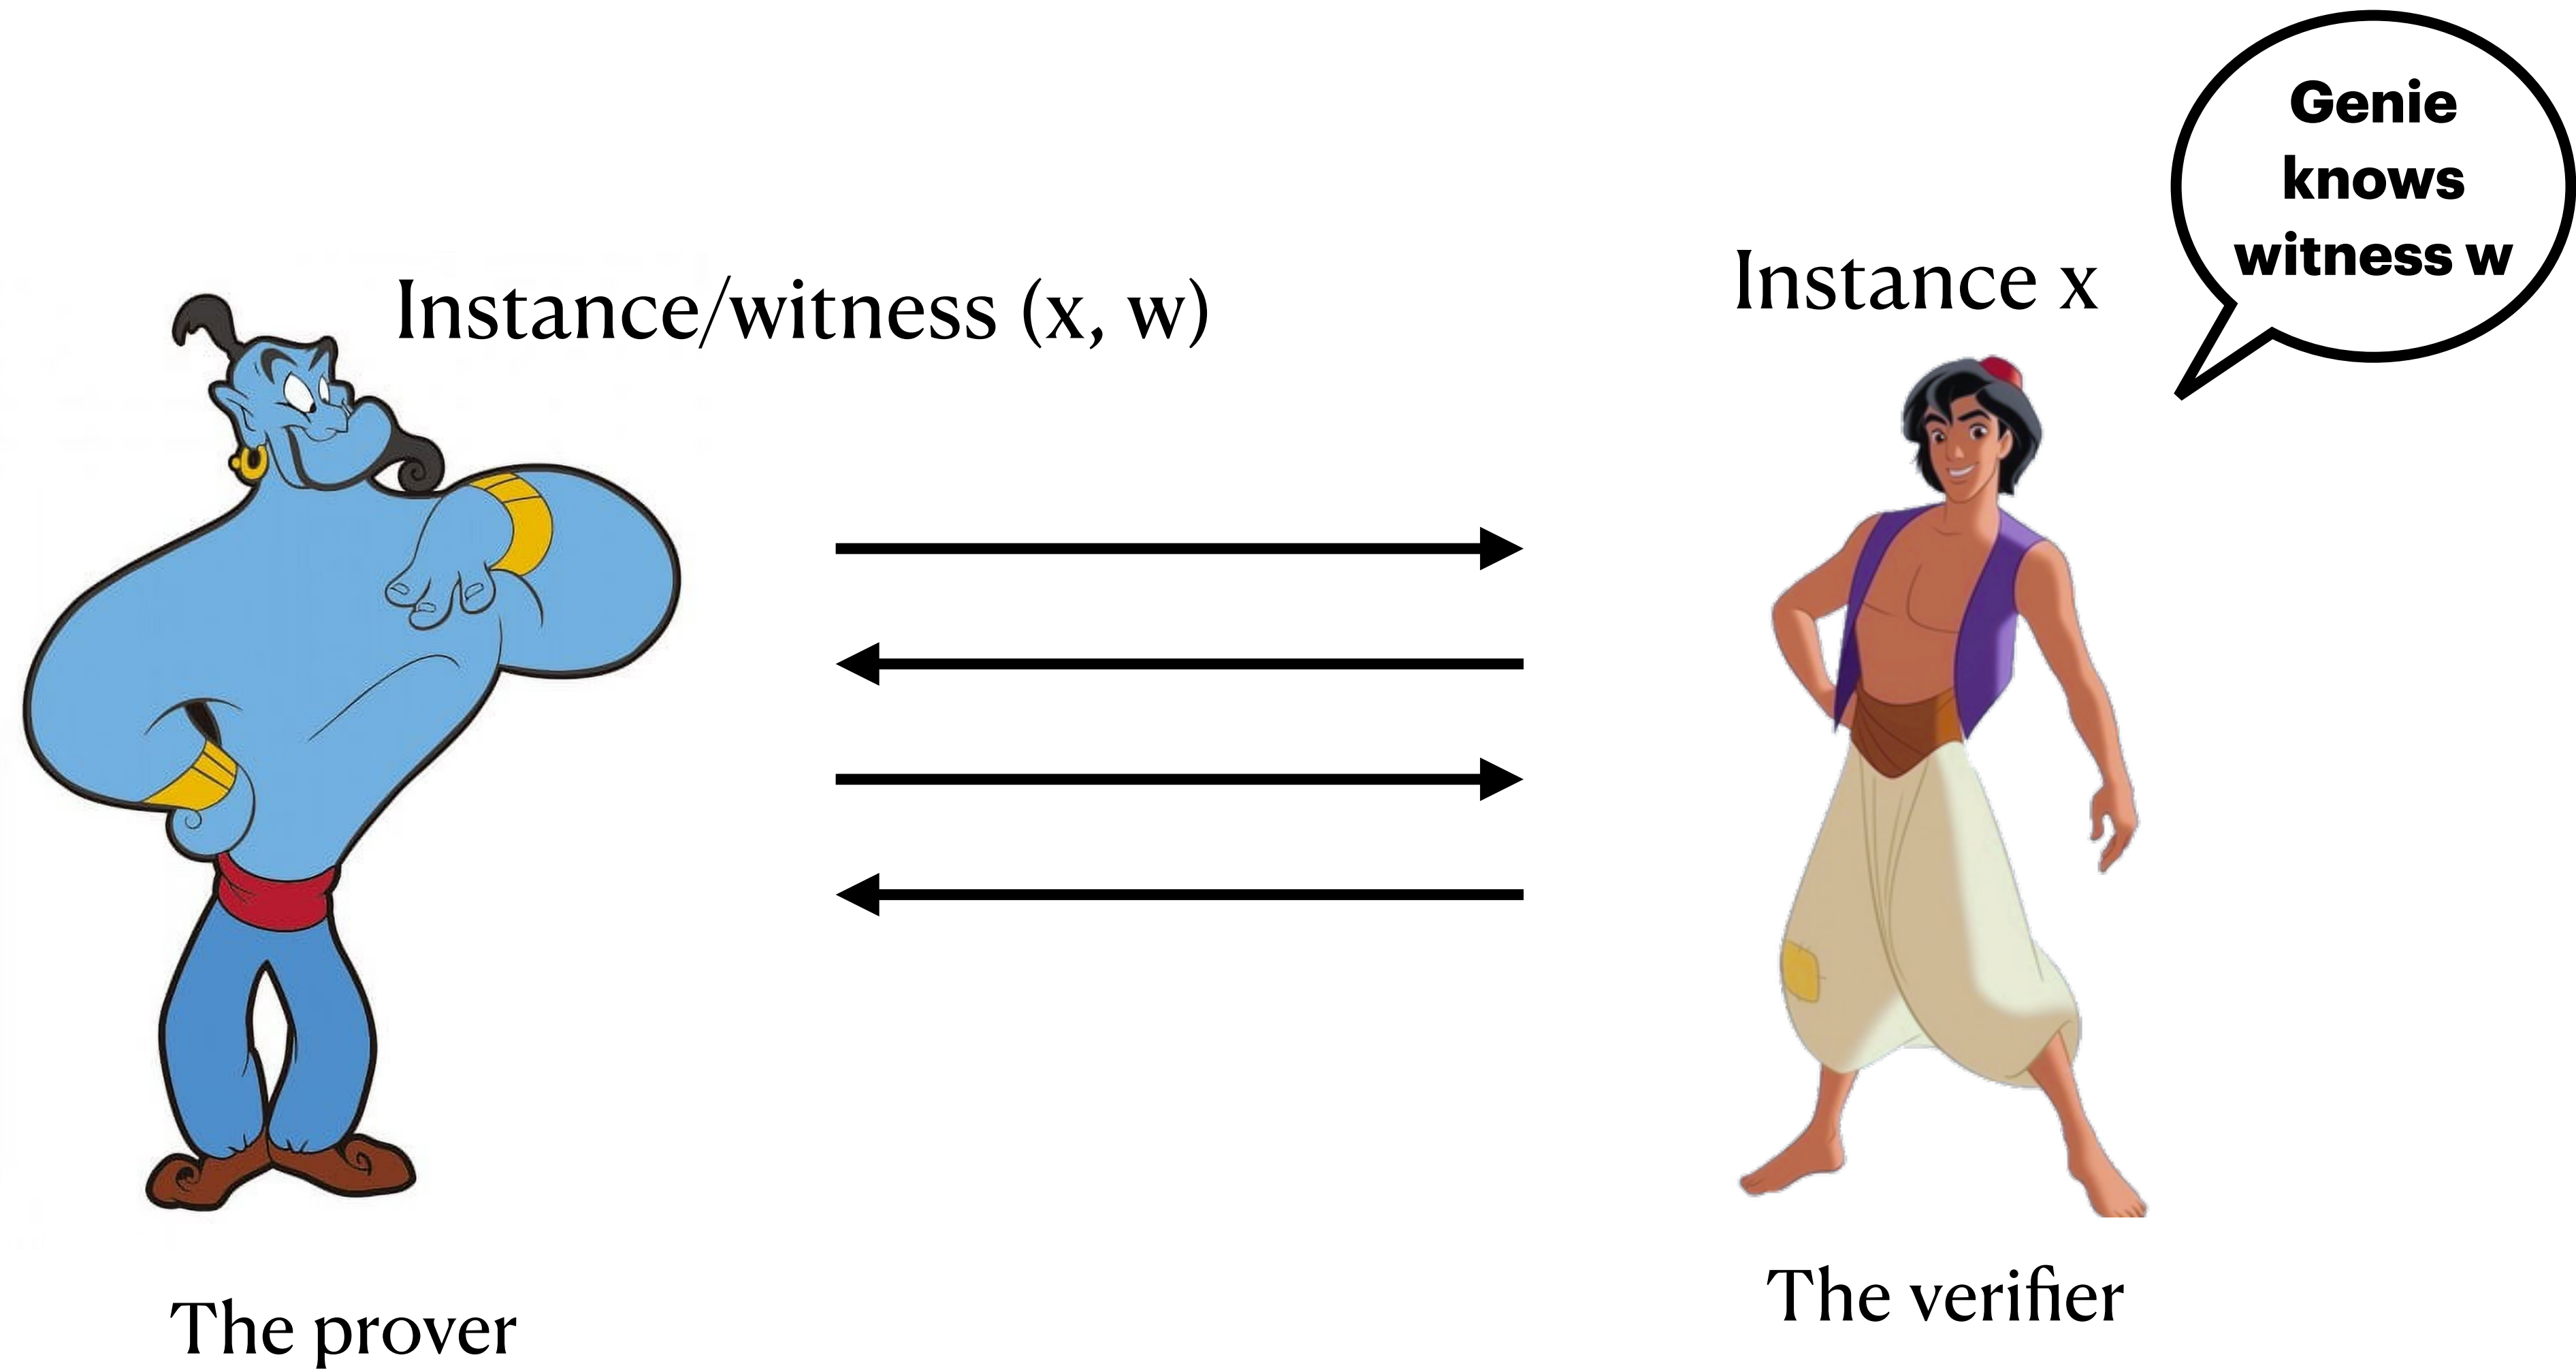 Genie
knows
witness w
Instance/witness (x, w)
Instance x
The prover
The verifier